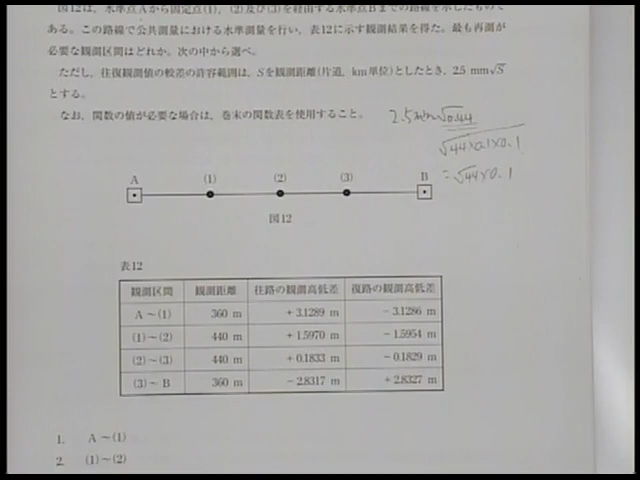 図12は、水準点Aから固定点(1)、(2)及び(3)を経由する水準点Bまでの路線を示したもので
ある。この路線で公共測量における水準測量を行い、表12に示す観測結果を得た。最も再測が
必要な観測区間はどれか。次の中から選べ。
ただし、往復観測値の較差の許容範囲は、Sを観測距離(片道、km単位)としたとき、2.5 mm√S
とする。
なお、関数の値が必要な場合は、巻末の関数表を使用すること。
2.5mm√0.44
√44×0.1×0.1
=√44×0.1
A (1) (2) (3) B
図12
表12
観測区間 観測距離 往路の観測高低差 復路の観測高低差
A～(1) 360 m +3.1289 m -3.1286 m
(1)～(2) 440 m +1.5970 m -1.5954 m
(2)～(3) 440 m +0.1833 m -0.1829 m
(3)～B 360 m -2.8317 m +2.8327 m
1. A～(1)
2. (1)～(2)